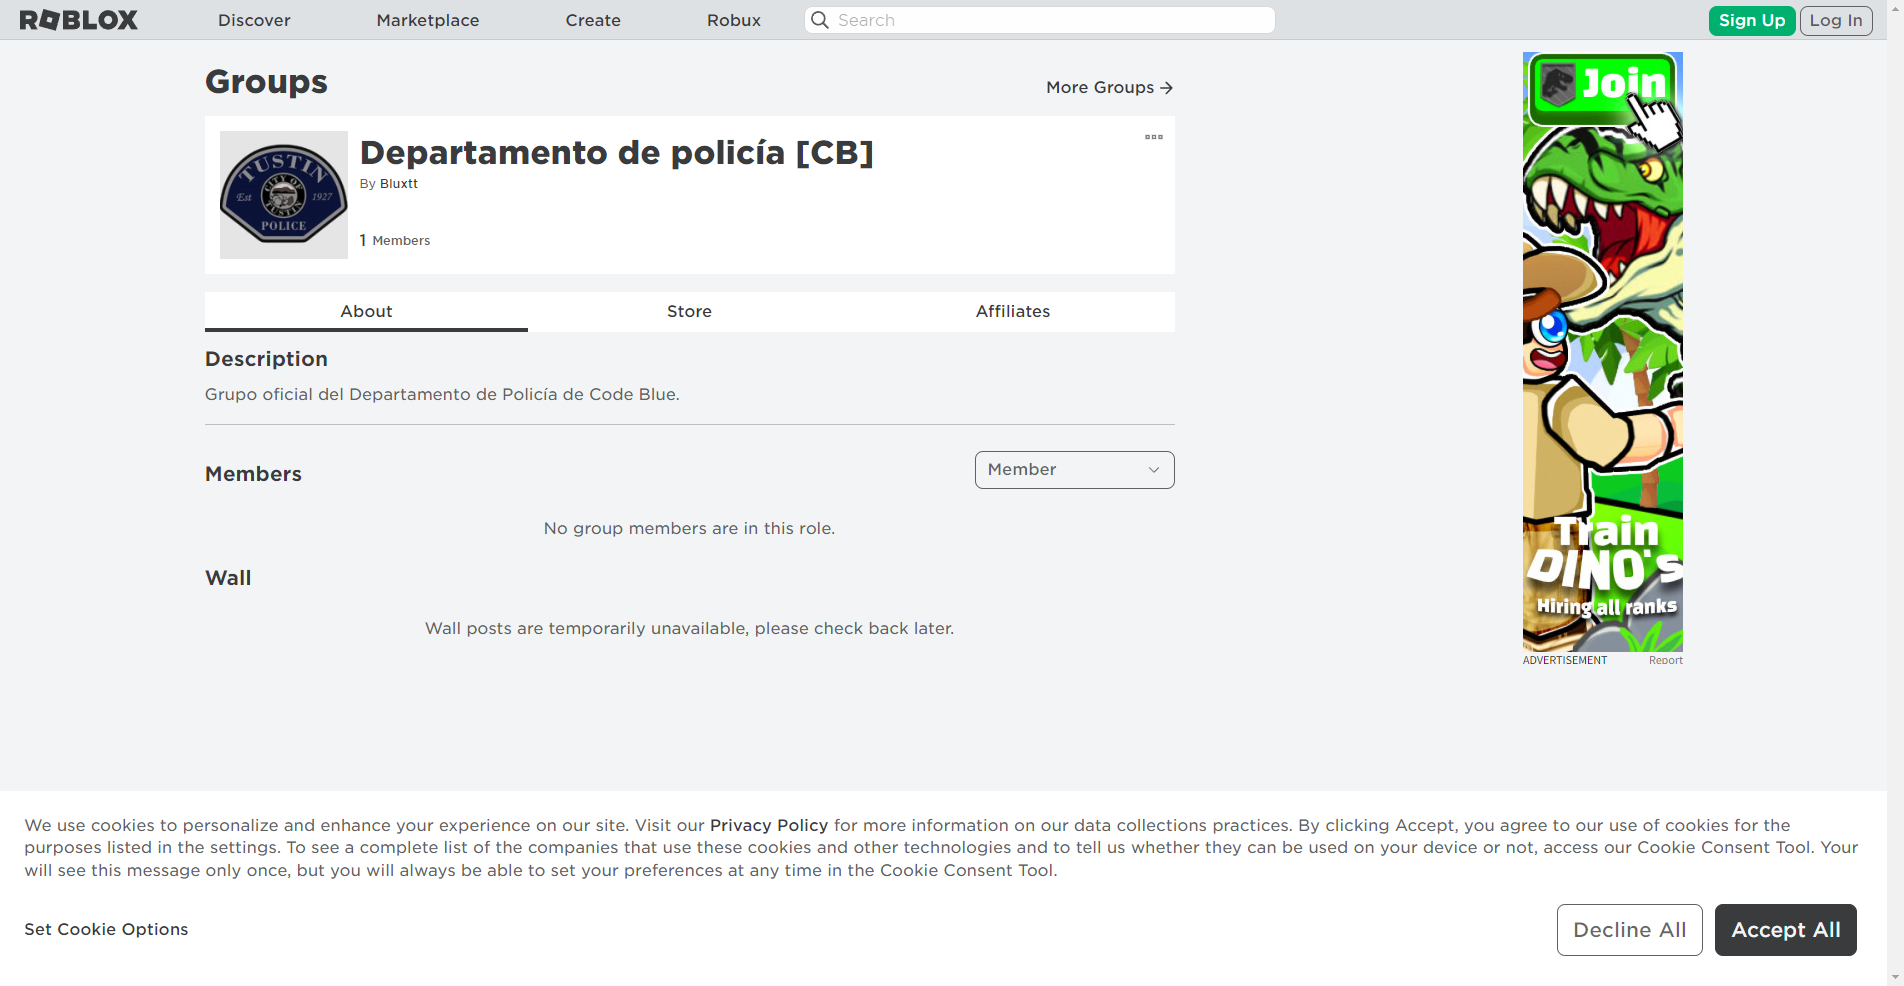 ROBLOX
Discover
Marketplace
Create
Robux
Search
Sign Up
Log In
Groups
More Groups
TUSTIN
CITY OF
TUSTIN
Est
1927
POLICE
Departamento de policía [CB]
By Bluxtt
1 Members
About
Store
Affiliates
Description
Grupo oficial del Departamento de Policía de Code Blue.
Members
Member
No group members are in this role.
Wall
Wall posts are temporarily unavailable, please check back later.
Join
Train
DINO's
Hiring all ranks
ADVERTISEMENT
Report
We use cookies to personalize and enhance your experience on our site. Visit our Privacy Policy for more information on our data collections practices. By clicking Accept, you agree to our use of cookies for the
purposes listed in the settings. To see a complete list of the companies that use these cookies and other technologies and to tell us whether they can be used on your device or not, access our Cookie Consent Tool. Your
will see this message only once, but you will always be able to set your preferences at any time in the Cookie Consent Tool.
Set Cookie Options
Decline All
Accept All